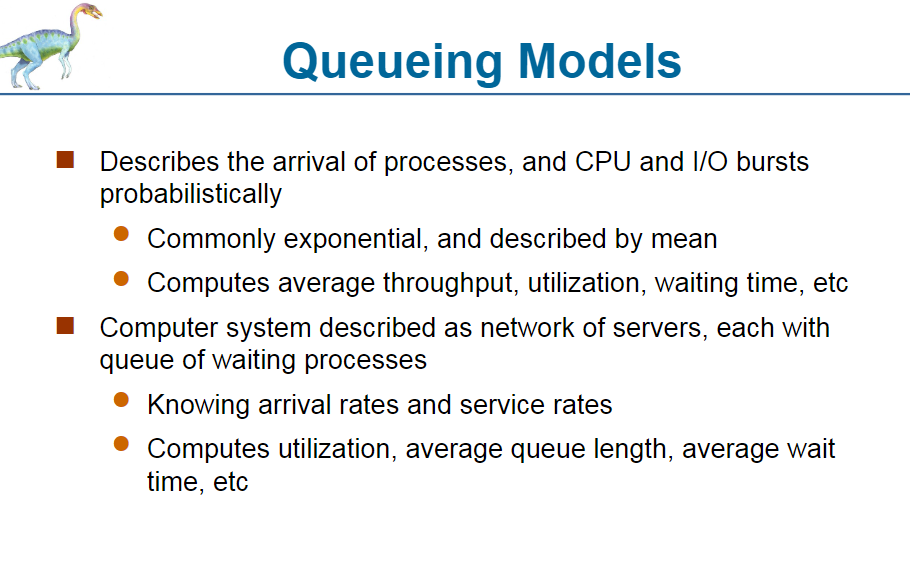 Queueing Models
Describes the arrival of processes, and CPU and I/O bursts
probabilistically
Commonly exponential, and described by mean
Computes average throughput, utilization, waiting time, etc
Computer system described as network of servers, each with
queue of waiting processes
Knowing arrival rates and service rates
Computes utilization, average queue length, average wait
time, etc